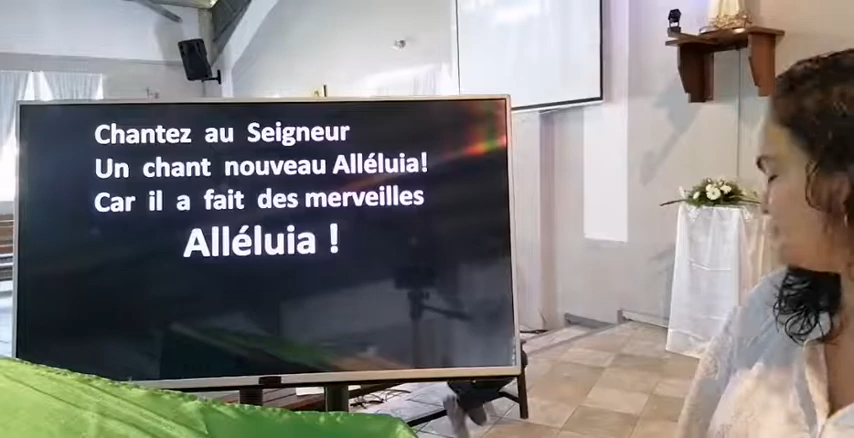 Chantez au Seigneur
Un chant nouveau Alléluia!
Car il a fait des merveilles
Alléluia !